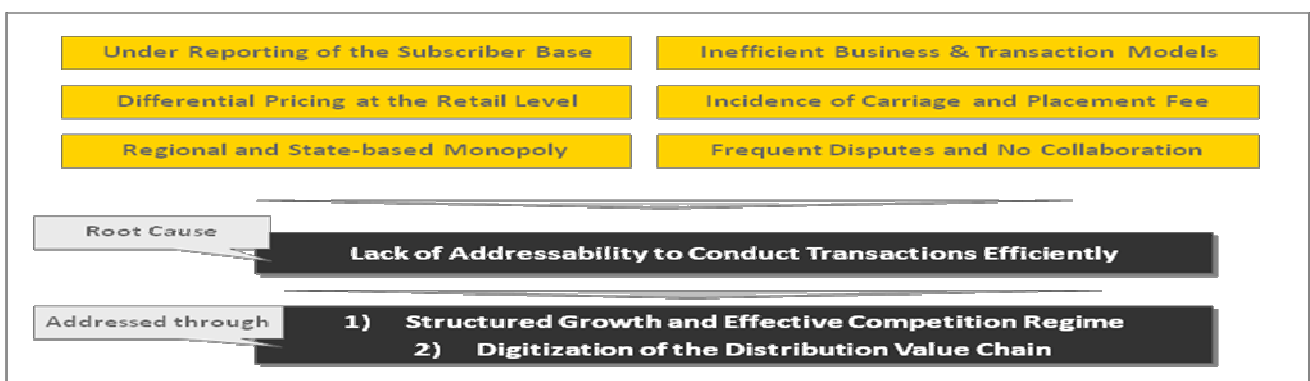 Under Reporting of the Subscriber Base
Inefficient Business & Transaction Models
Differential Pricing at the Retail Level
Incidence of Carriage and Placement Fee
Regional and State-based Monopoly
Frequent Disputes and No Collaboration
Root Cause
Lack of Addressability to Conduct Transactions Efficiently
Addressed through
1) Structured Growth and Effective Competition Regime
2) Digitization of the Distribution Value Chain